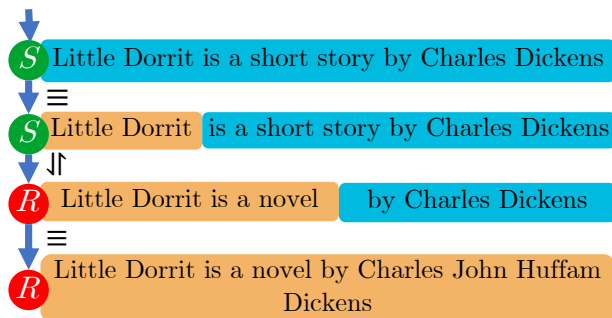 S Little Dorrit is a short story by Charles Dickens
≡
S Little Dorrit is a short story by Charles Dickens
⥯
R Little Dorrit is a novel by Charles Dickens
≡
R Little Dorrit is a novel by Charles John Huffam
Dickens